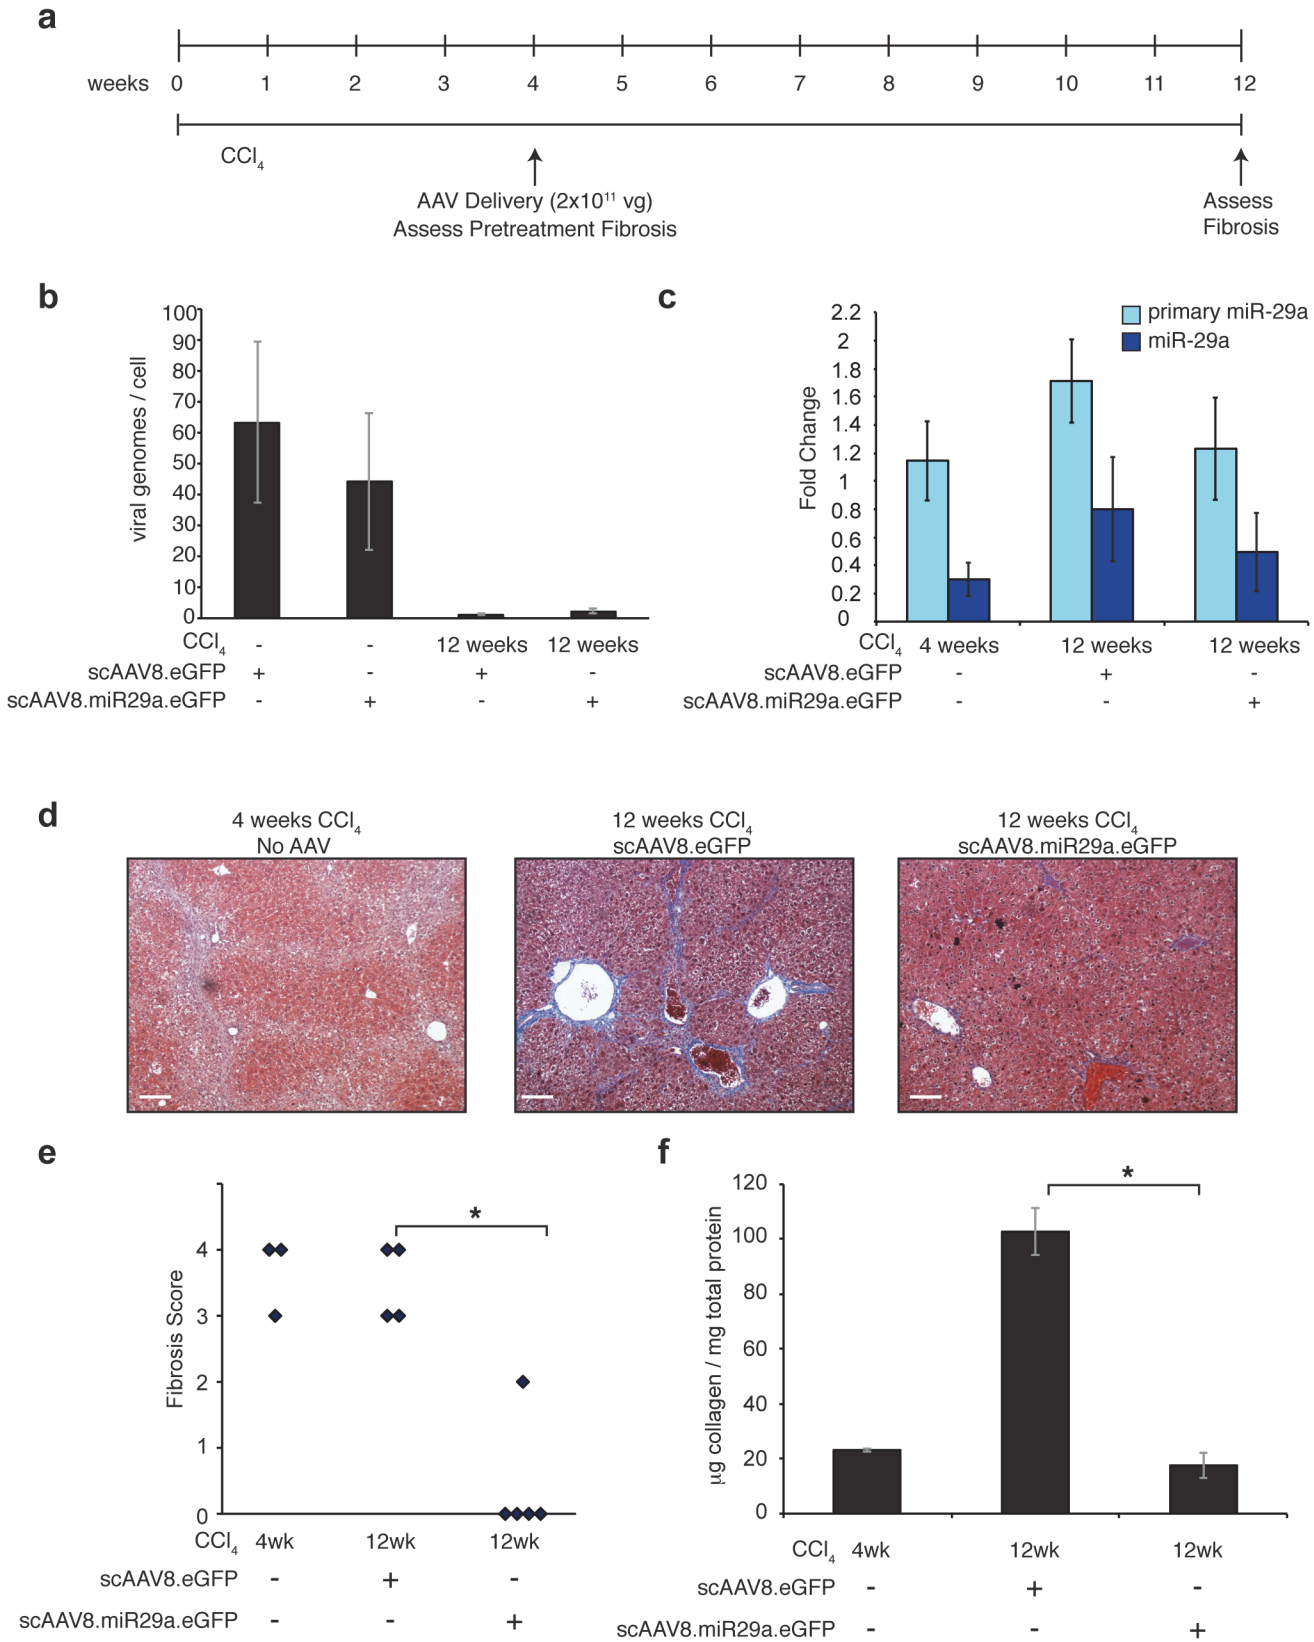 a
weeks 0 1 2 3 4 5 6 7 8 9 10 11 12
CCl4
AAV Delivery (2x10¹¹ vg)
Assess Pretreatment Fibrosis
Assess
Fibrosis
b
viral genomes / cell
100
90
80
70
60
50
40
30
20
10
0
CCl4 - - 12 weeks 12 weeks
scAAV8.eGFP + - + -
scAAV8.miR29a.eGFP - + - +
c
primary miR-29a
miR-29a
Fold Change
2.2
2
1.8
1.6
1.4
1.2
1
0.8
0.6
0.4
0.2
0
CCl4 4 weeks 12 weeks 12 weeks
scAAV8.eGFP - + -
scAAV8.miR29a.eGFP - - +
d
4 weeks CCl4
No AAV
12 weeks CCl4
scAAV8.eGFP
12 weeks CCl4
scAAV8.miR29a.eGFP
e
*
Fibrosis Score
4
3
2
1
0
CCl4 4wk 12wk 12wk
scAAV8.eGFP - + -
scAAV8.miR29a.eGFP - - +
f
*
µg collagen / mg total protein
120
100
80
60
40
20
0
CCl4 4wk 12wk 12wk
scAAV8.eGFP - + -
scAAV8.miR29a.eGFP - - +